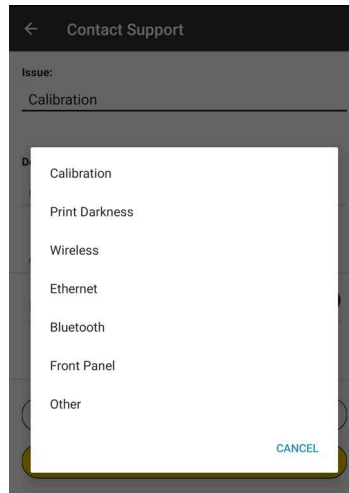 Contact Support
Issue:
Calibration
Calibration
Print Darkness
Wireless
Ethernet
Bluetooth
Front Panel
Other
CANCEL